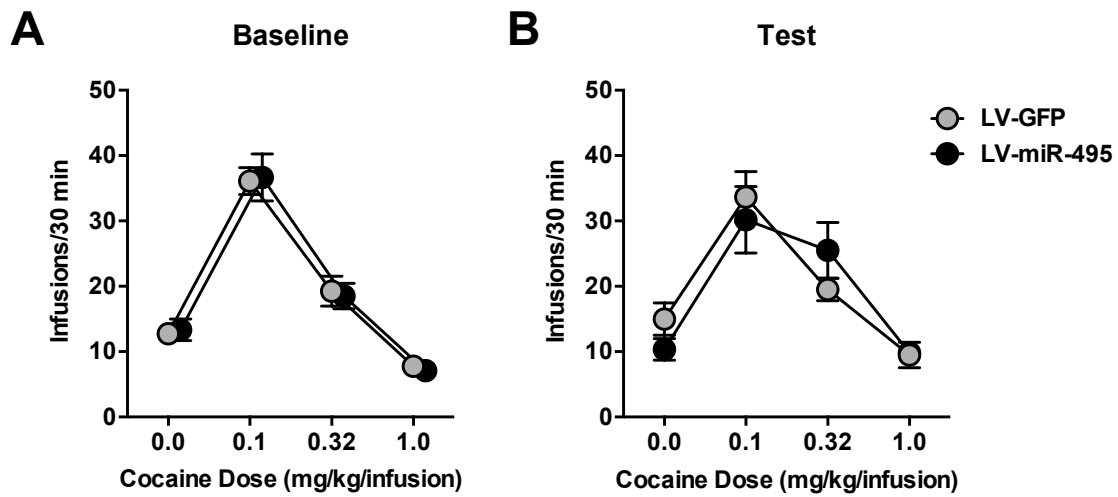 A
Baseline
Infusions/30 min
50
40
30
20
10
0
0.0 0.1 0.32 1.0
Cocaine Dose (mg/kg/infusion)
B
Test
Infusions/30 min
50
40
30
20
10
0
0.0 0.1 0.32 1.0
Cocaine Dose (mg/kg/infusion)
LV-GFP
LV-miR-495